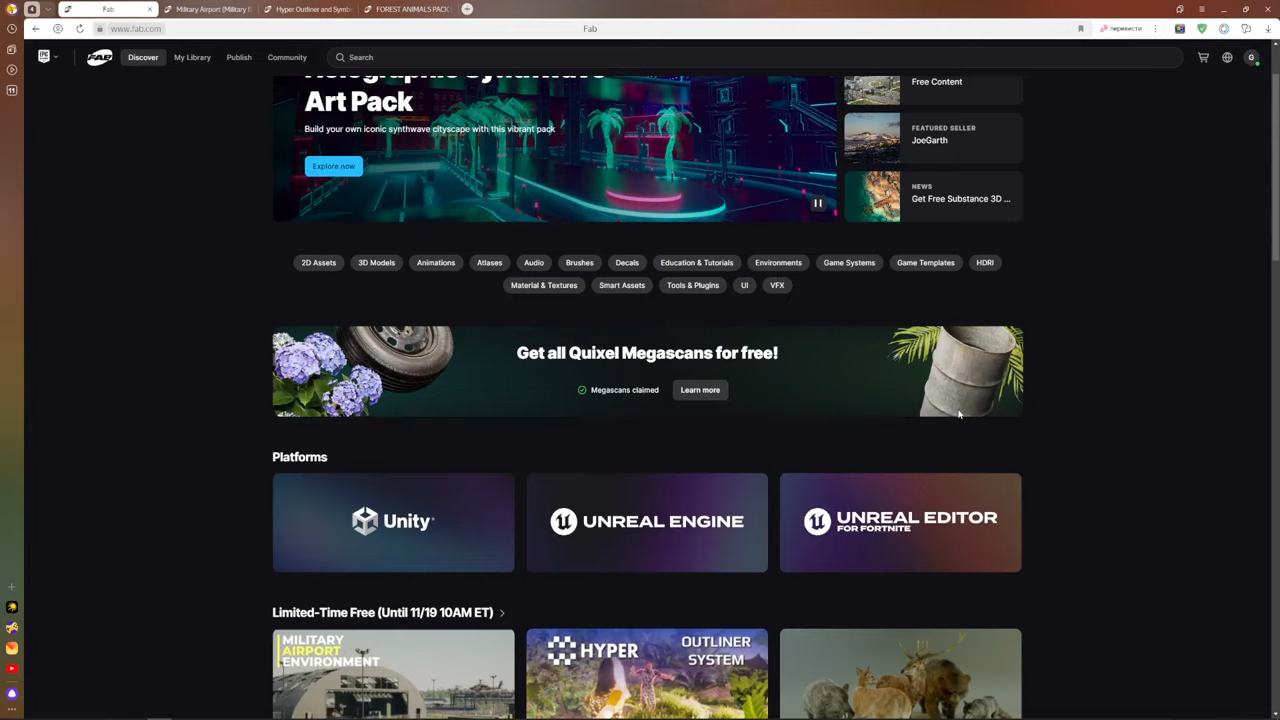 Fab
Military Airport (Military
Hyper Outliner and Symb
FOREST ANIMALS PACK
www.fab.com
Fab
перевести
EPIC
FAB
Discover
My Library
Publish
Community
Search
G
11
Art Pack
Build your own iconic synthwave cityscape with this vibrant pack
Explore now
Free Content
FEATURED SELLER
JoeGarth
NEWS
Get Free Substance 3D ...
2D Assets
3D Models
Animations
Atlases
Audio
Brushes
Decals
Education & Tutorials
Environments
Game Systems
Game Templates
HDRI
Material & Textures
Smart Assets
Tools & Plugins
UI
VFX
Get all Quixel Megascans for free!
Megascans claimed
Learn more
Platforms
Unity
UNREAL ENGINE
UNREAL EDITOR
FOR FORTNITE
Limited-Time Free (Until 11/19 10AM ET)
MILITARY
AIRPORT
ENVIRONMENT
HYPER
OUTLINER
SYSTEM